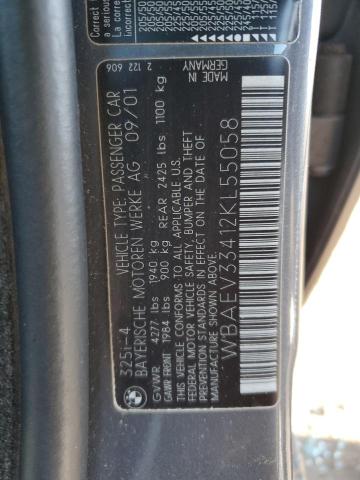 Correct t
a serious
incorrect
2 122 606
GERMANY
325i-4
VEHICLE TYPE: PASSENGER CAR
BAYERISCHE MOTOREN WERKE AG 09/01
GVWR 4277 lbs 1940 kg
GAWR FRONT 1984 lbs 900 kg REAR 2425 lbs 1100 kg
THIS VEHICLE CONFORMS TO ALL APPLICABLE U.S.
FEDERAL MOTOR VEHICLE SAFETY, BUMPER AND THEFT
PREVENTION STANDARDS IN EFFECT ON THE DATE OF
MANUFACTURE SHOWN ABOVE.
WBAEV33412KL55058